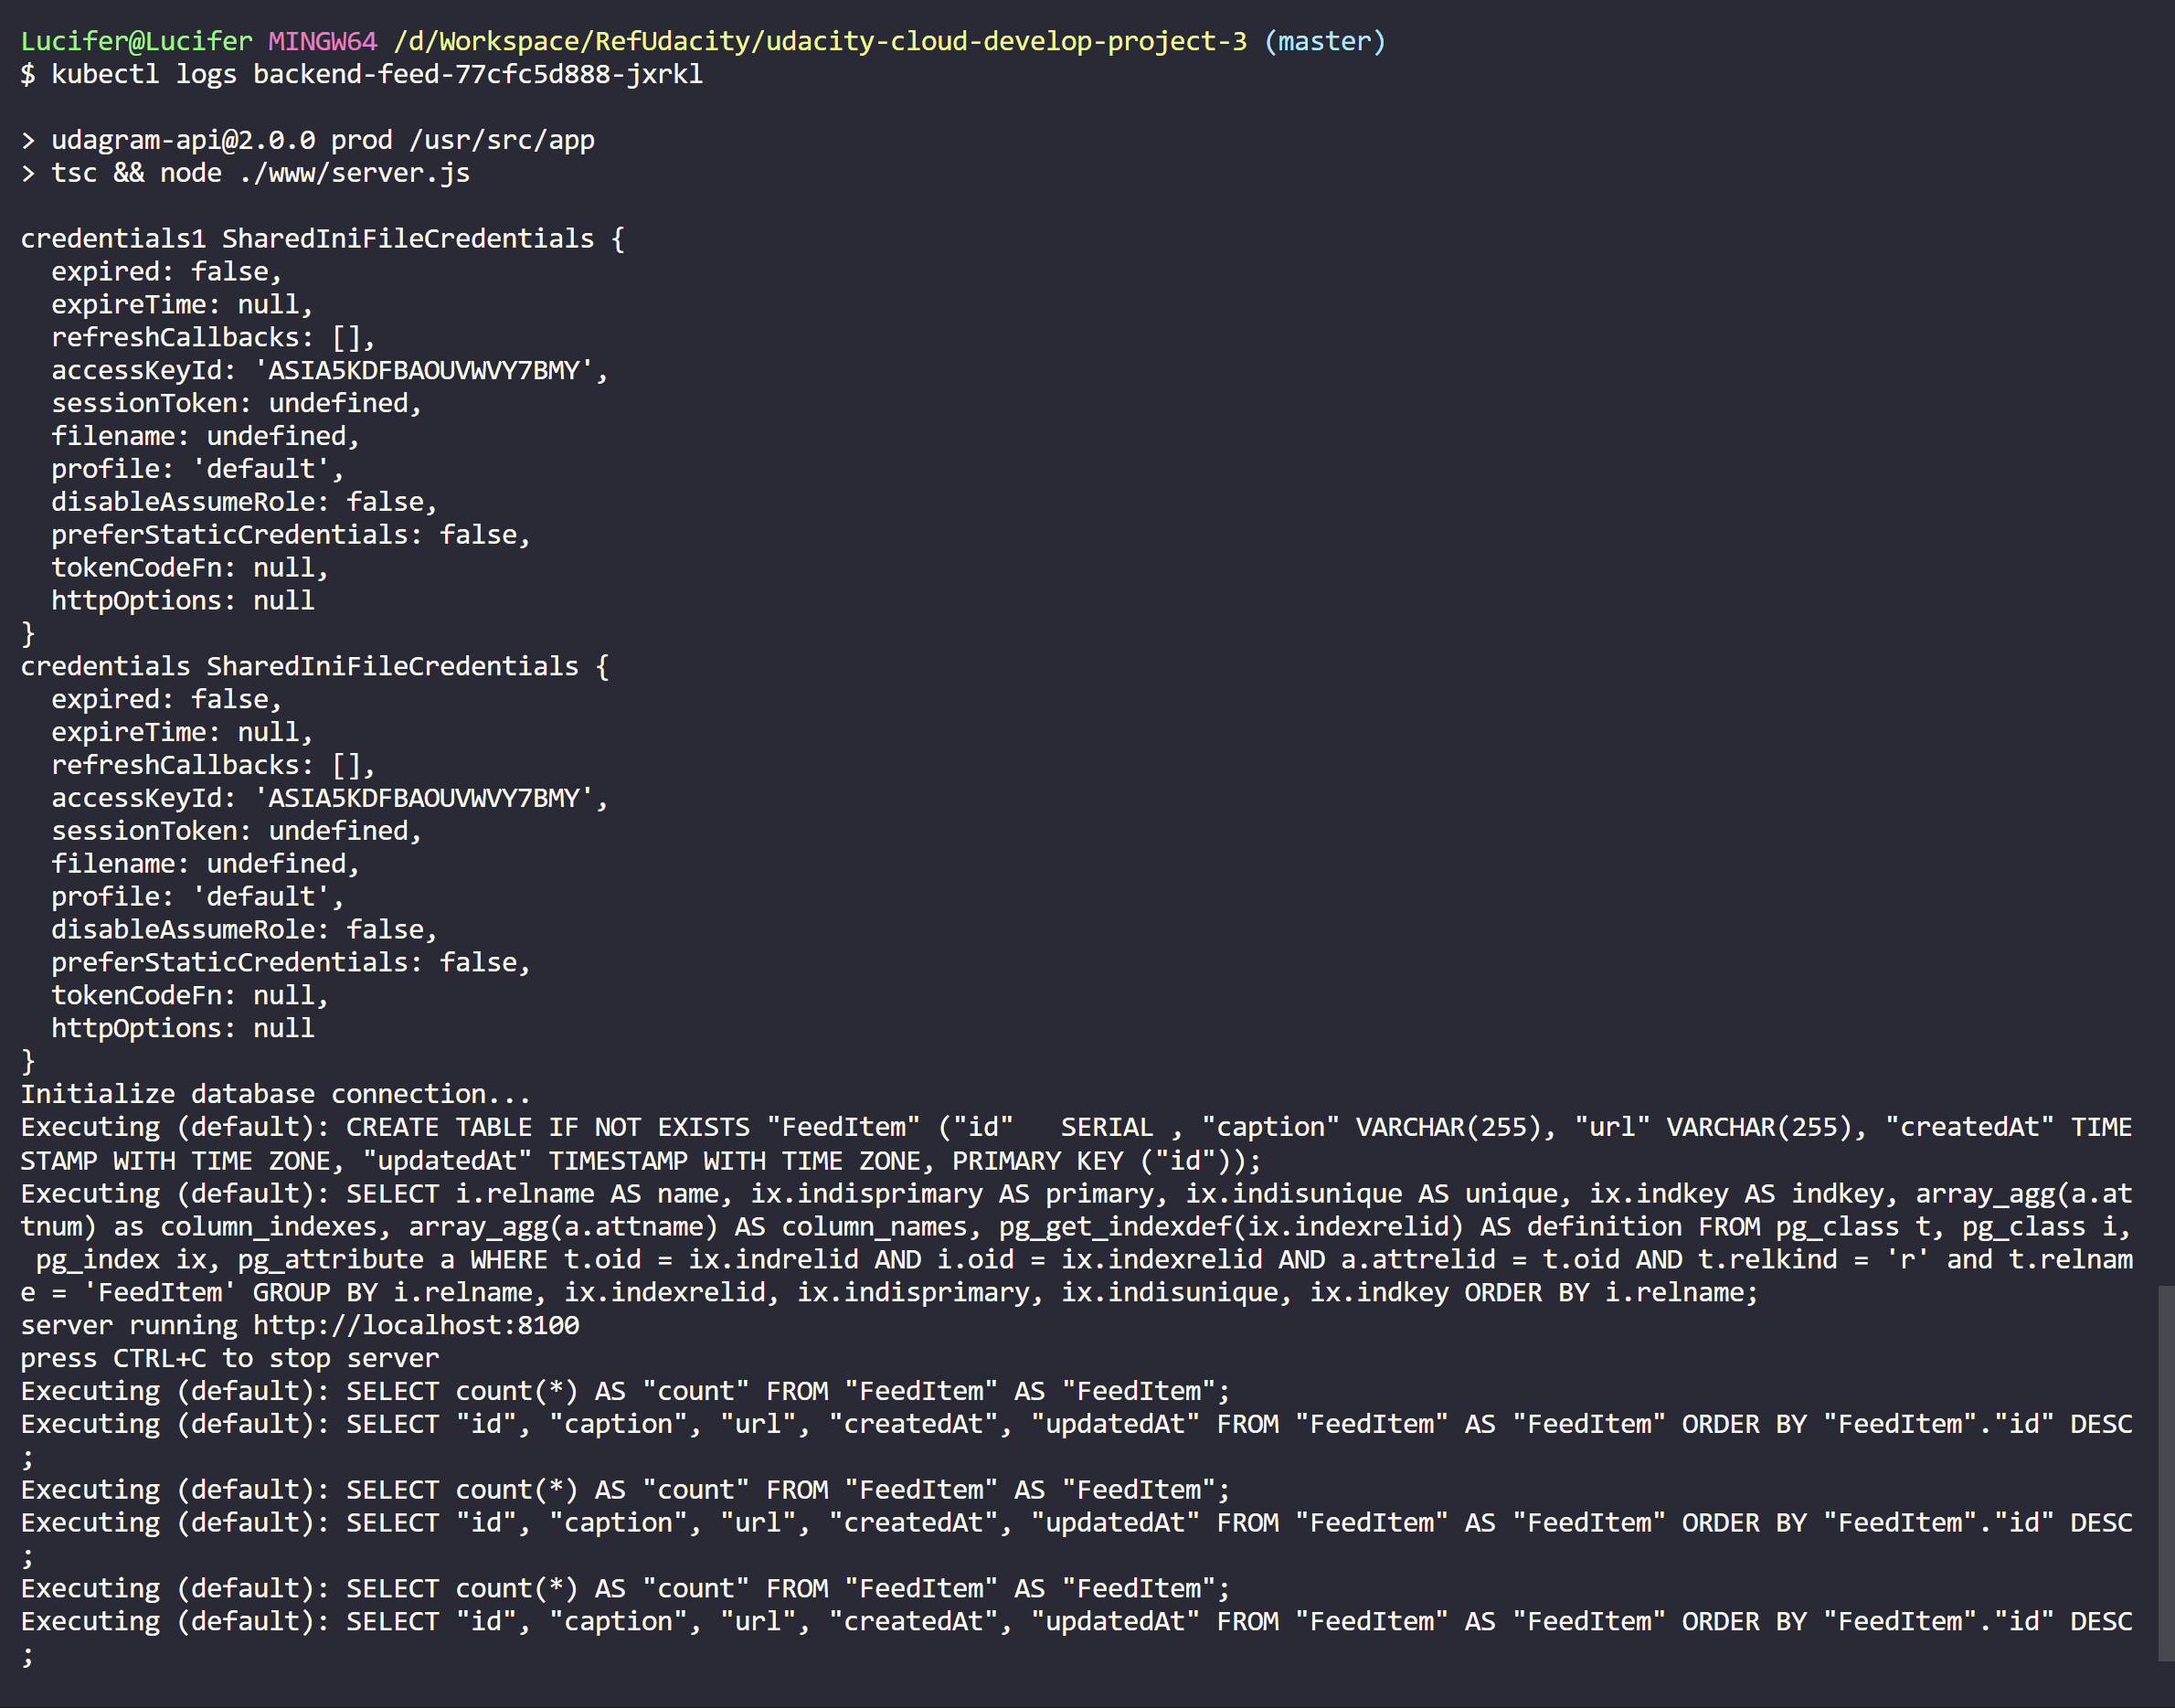 Lucifer@Lucifer MINGW64 /d/Workspace/RefUdacity/udacity-cloud-develop-project-3 (master)
$ kubectl logs backend-feed-77cfc5d888-jxrkl
> udagram-api@2.0.0 prod /usr/src/app
> tsc && node ./www/server.js
credentials1 SharedIniFileCredentials {
  expired: false,
  expireTime: null,
  refreshCallbacks: [],
  accessKeyId: 'ASIA5KDFBAOUVWVY7BMY',
  sessionToken: undefined,
  filename: undefined,
  profile: 'default',
  disableAssumeRole: false,
  preferStaticCredentials: false,
  tokenCodeFn: null,
  httpOptions: null
}
credentials SharedIniFileCredentials {
  expired: false,
  expireTime: null,
  refreshCallbacks: [],
  accessKeyId: 'ASIA5KDFBAOUVWVY7BMY',
  sessionToken: undefined,
  filename: undefined,
  profile: 'default',
  disableAssumeRole: false,
  preferStaticCredentials: false,
  tokenCodeFn: null,
  httpOptions: null
}
Initialize database connection...
Executing (default): CREATE TABLE IF NOT EXISTS "FeedItem" ("id"   SERIAL , "caption" VARCHAR(255), "url" VARCHAR(255), "createdAt" TIME
STAMP WITH TIME ZONE, "updatedAt" TIMESTAMP WITH TIME ZONE, PRIMARY KEY ("id"));
Executing (default): SELECT i.relname AS name, ix.indisprimary AS primary, ix.indisunique AS unique, ix.indkey AS indkey, array_agg(a.at
tnum) as column_indexes, array_agg(a.attname) AS column_names, pg_get_indexdef(ix.indexrelid) AS definition FROM pg_class t, pg_class i,
 pg_index ix, pg_attribute a WHERE t.oid = ix.indrelid AND i.oid = ix.indexrelid AND a.attrelid = t.oid AND t.relkind = 'r' and t.relnam
e = 'FeedItem' GROUP BY i.relname, ix.indexrelid, ix.indisprimary, ix.indisunique, ix.indkey ORDER BY i.relname;
server running http://localhost:8100
press CTRL+C to stop server
Executing (default): SELECT count(*) AS "count" FROM "FeedItem" AS "FeedItem";
Executing (default): SELECT "id", "caption", "url", "createdAt", "updatedAt" FROM "FeedItem" AS "FeedItem" ORDER BY "FeedItem"."id" DESC
;
Executing (default): SELECT count(*) AS "count" FROM "FeedItem" AS "FeedItem";
Executing (default): SELECT "id", "caption", "url", "createdAt", "updatedAt" FROM "FeedItem" AS "FeedItem" ORDER BY "FeedItem"."id" DESC
;
Executing (default): SELECT count(*) AS "count" FROM "FeedItem" AS "FeedItem";
Executing (default): SELECT "id", "caption", "url", "createdAt", "updatedAt" FROM "FeedItem" AS "FeedItem" ORDER BY "FeedItem"."id" DESC
;